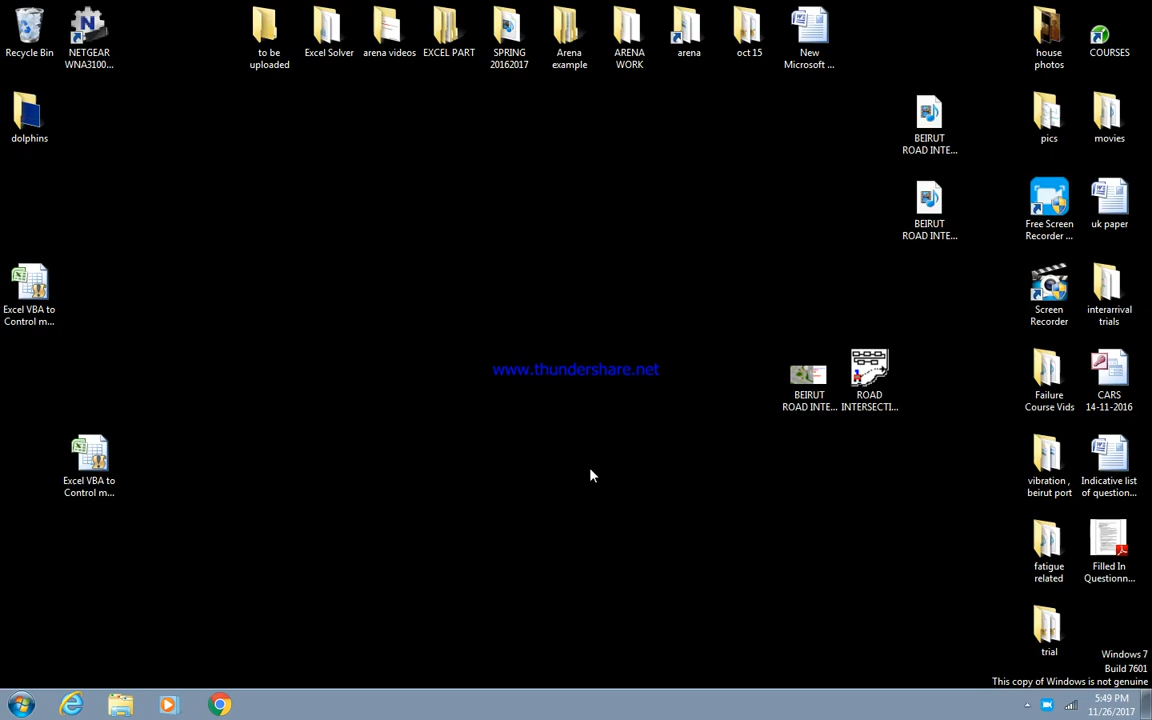 Recycle Bin
NETGEAR
WNA3100...
to be
uploaded
Excel Solver
arena videos
EXCEL PART
SPRING
20162017
Arena
example
ARENA
WORK
arena
oct 15
New
Microsoft ...
house
photos
COURSES
dolphins
BEIRUT
ROAD INTE...
pics
movies
BEIRUT
ROAD INTE...
Free Screen
Recorder ...
uk paper
Excel VBA to
Control m...
Screen
Recorder
interarrival
trials
www.thundershare.net
BEIRUT
ROAD INTE...
ROAD
INTERSECTI...
Failure
Course Vids
CARS
14-11-2016
Excel VBA to
Control m...
vibration ,
beirut port
Indicative list
of question...
fatigue
related
Filled In
Questionn...
trial
Windows 7
Build 7601
This copy of Windows is not genuine
5:49 PM
11/26/2017